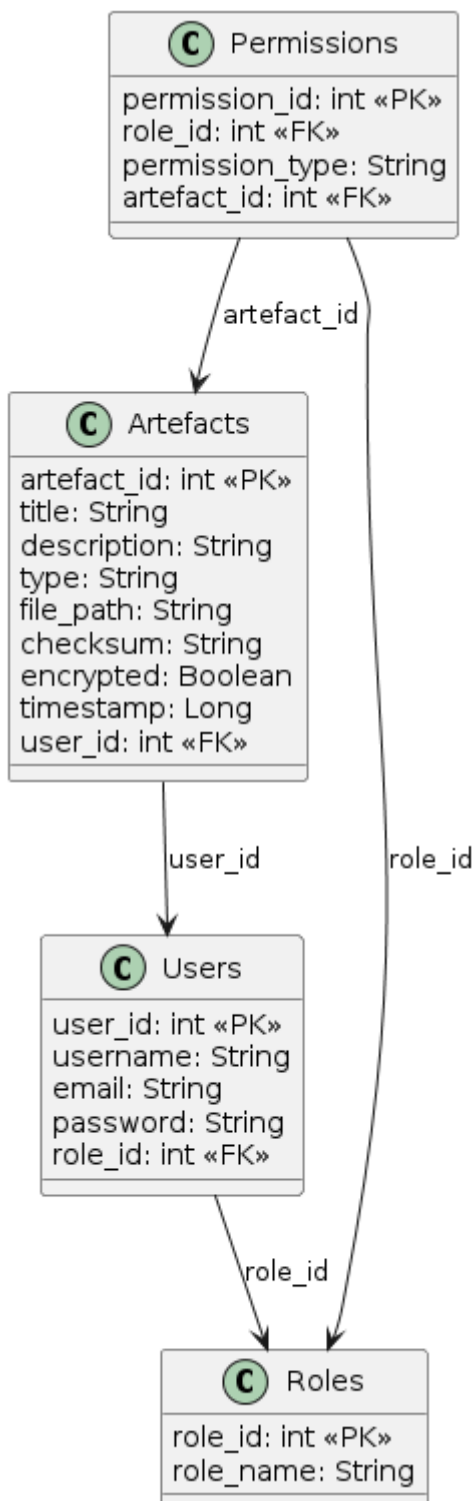 C Permissions
permission_id: int «PK»
role_id: int «FK»
permission_type: String
artefact_id: int «FK»
artefact_id
C Artefacts
artefact_id: int «PK»
title: String
description: String
type: String
file_path: String
checksum: String
encrypted: Boolean
timestamp: Long
user_id: int «FK»
user_id
role_id
C Users
user_id: int «PK»
username: String
email: String
password: String
role_id: int «FK»
role_id
C Roles
role_id: int «PK»
role_name: String